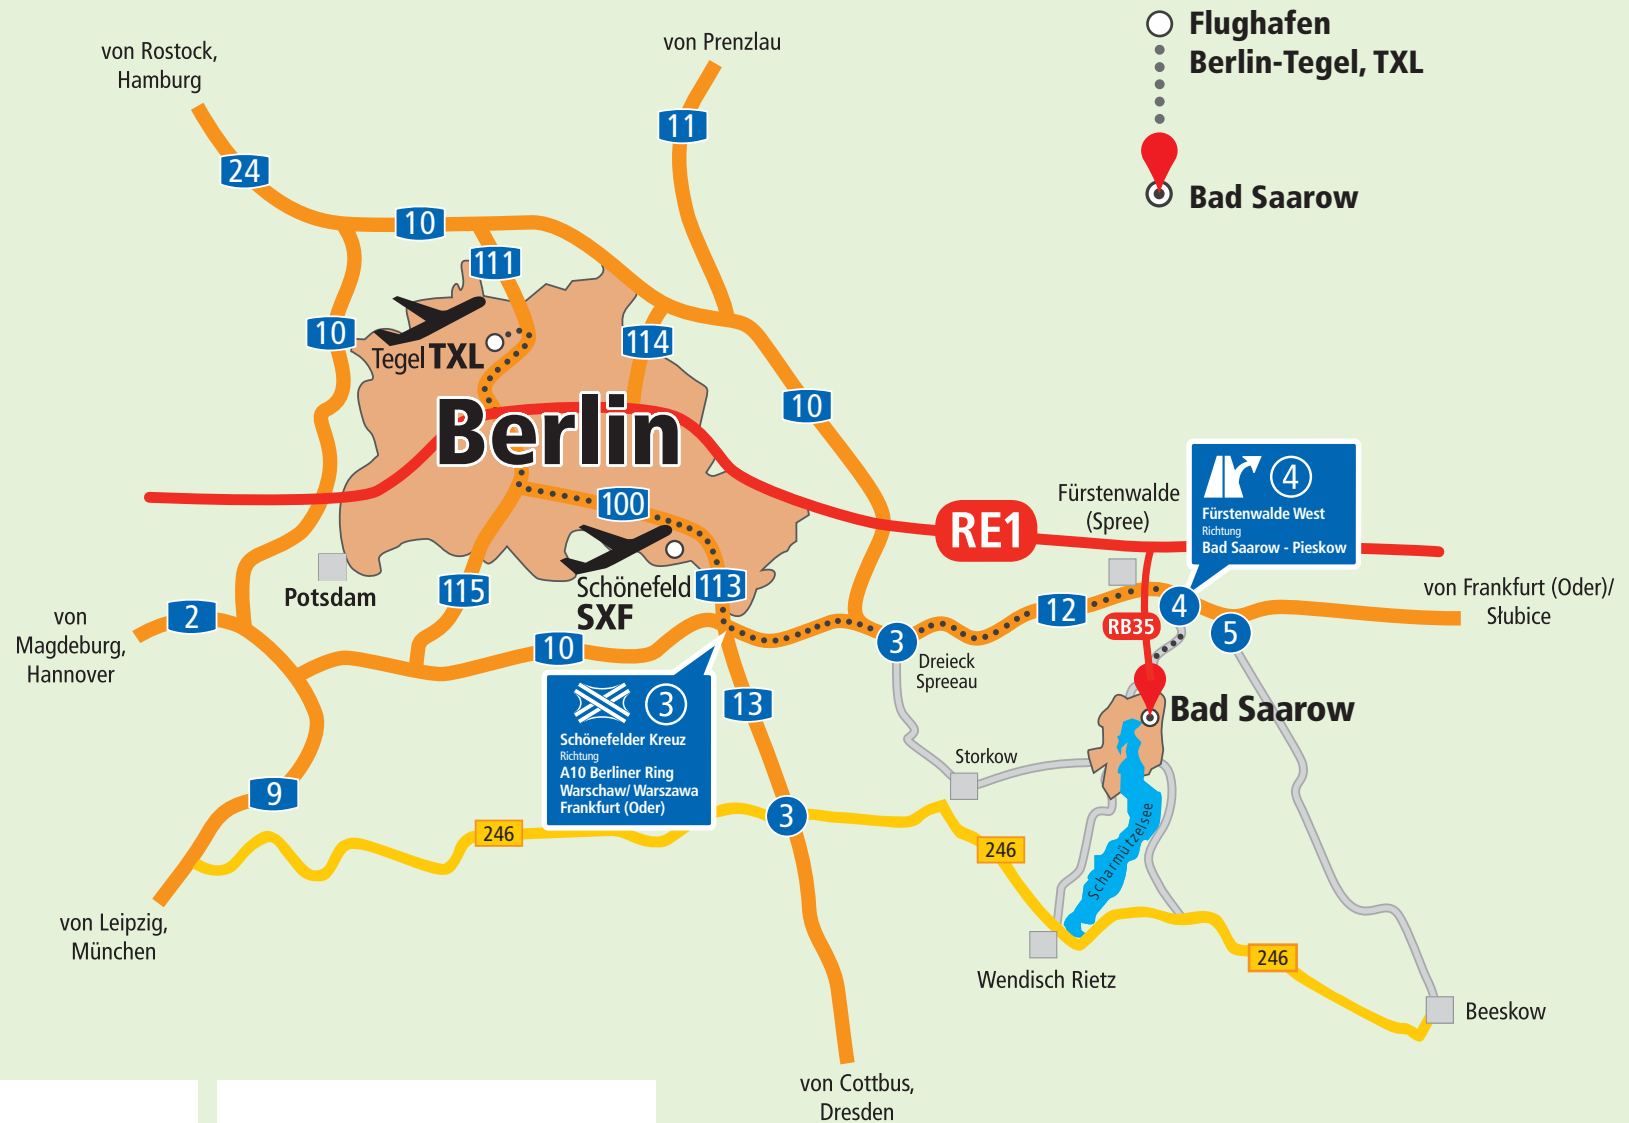 Flughafen
Berlin-Tegel, TXL
Bad Saarow
von Rostock,
Hamburg
von Prenzlau
24
11
10
111
10
114
Tegel TXL
10
Berlin
100
RE1
Fürstenwalde
(Spree)
4
Fürstenwalde West
Richtung
Bad Saarow - Pieskow
Schönefeld
SXF
113
115
Potsdam
12
4
von Frankfurt (Oder)/
Słubice
von
Magdeburg,
Hannover
2
RB35
5
10
3
Dreieck
Spreeau
3
Schönefelder Kreuz
Richtung
A10 Berliner Ring
Warschaw/ Warszawa
Frankfurt (Oder)
13
Bad Saarow
Storkow
9
3
246
246
Scharmützelsee
von Leipzig,
München
Wendisch Rietz
246
Beeskow
von Cottbus,
Dresden